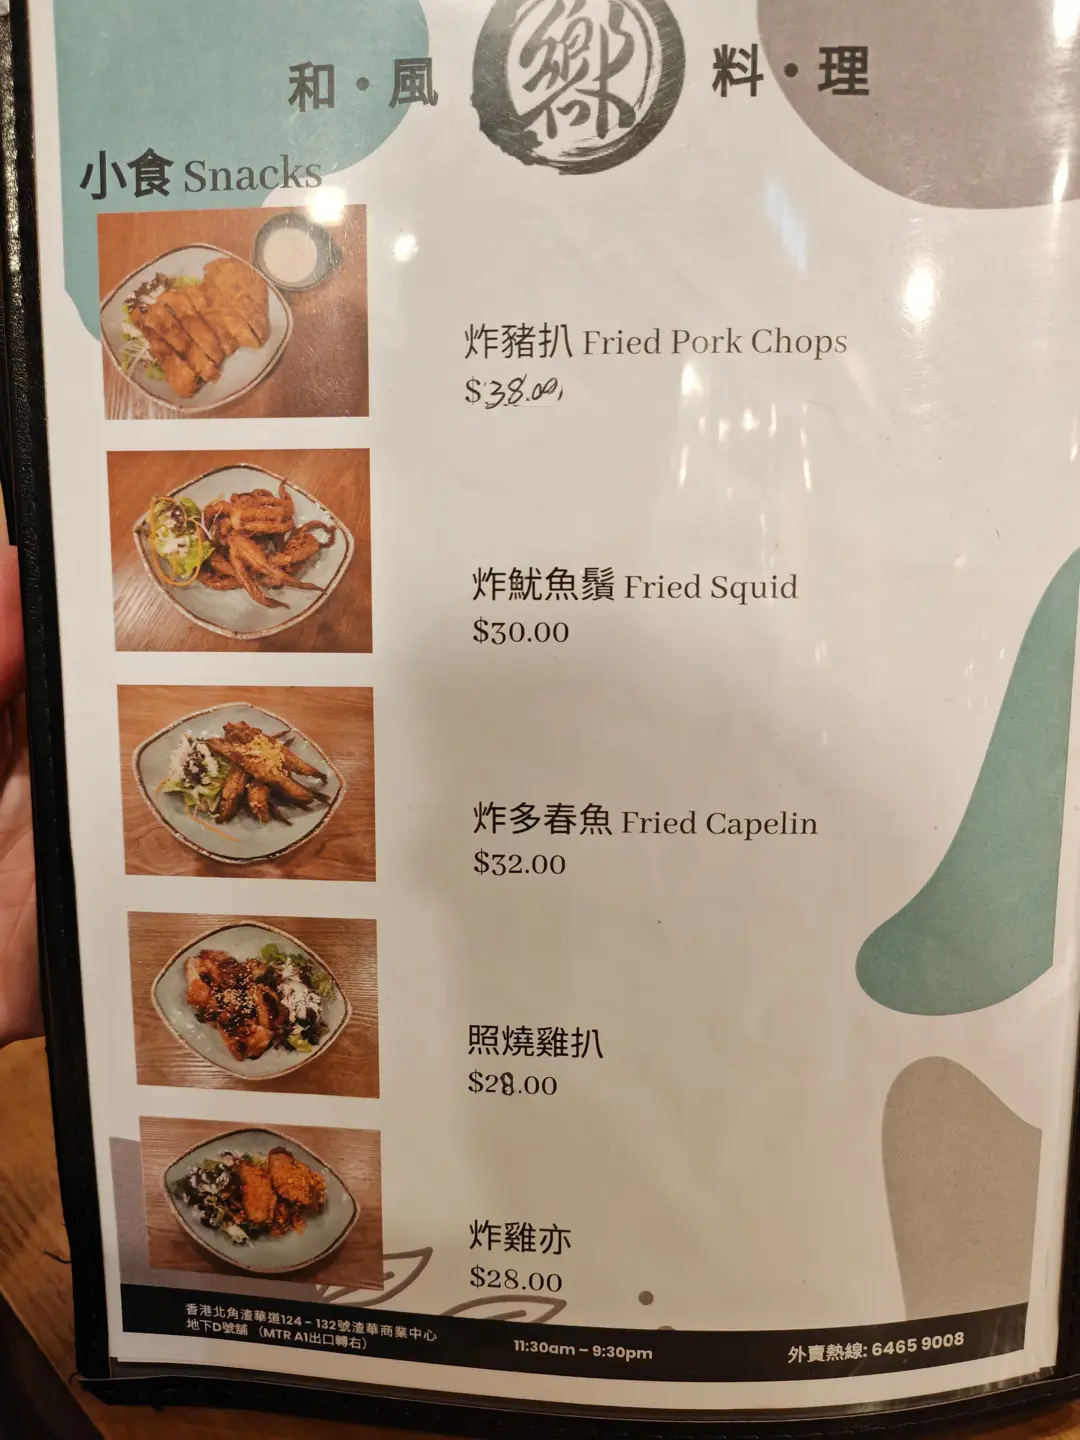 和·風 鄉 料·理
小食 Snacks
炸豬扒 Fried Pork Chops
$38.00
炸魷魚鬚 Fried Squid
$30.00
炸多春魚 Fried Capelin
$32.00
照燒雞扒
$28.00
炸雞亦
$28.00
香港北角渣華道124 - 132號渣華商業中心
地下D號舖 (MTR A1出口轉右)
11:30am – 9:30pm
外賣熱線: 6465 9008